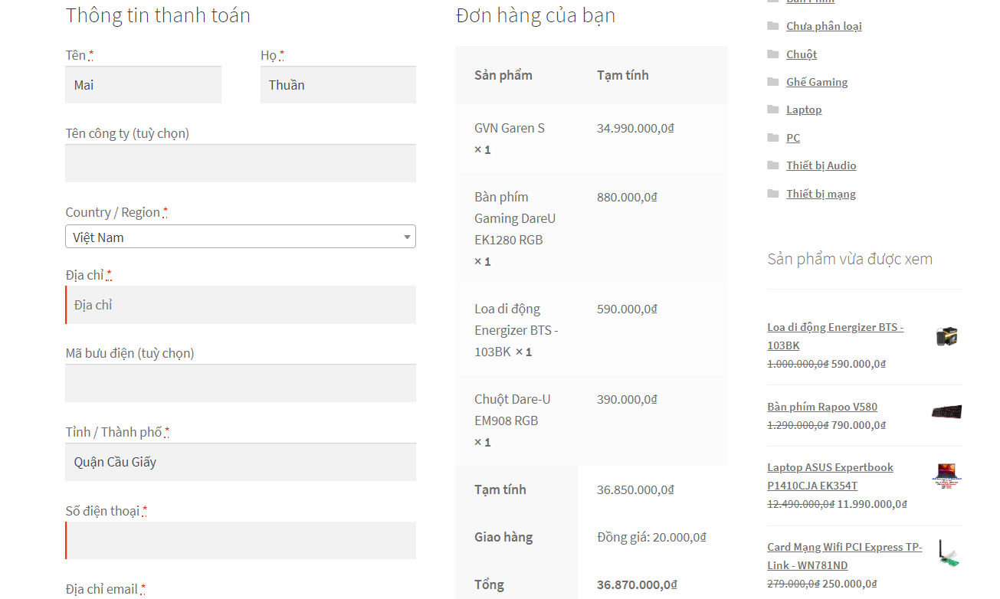 Thông tin thanh toán
Tên *
Họ *
Mai
Thuần
Tên công ty (tuỳ chọn)
Country / Region *
Việt Nam
Địa chỉ *
Địa chỉ
Mã bưu điện (tuỳ chọn)
Tỉnh / Thành phố *
Quận Cầu Giấy
Số điện thoại *
Địa chỉ email *
Đơn hàng của bạn
Sản phẩm Tạm tính
GVN Garen S 34.990.000,0₫
× 1
Bàn phím 880.000,0₫
Gaming DareU
EK1280 RGB
× 1
Loa di động 590.000,0₫
Energizer BTS -
103BK × 1
Chuột Dare-U 390.000,0₫
EM908 RGB
× 1
Tạm tính 36.850.000,0₫
Giao hàng Đồng giá: 20.000,0₫
Tổng 36.870.000,0₫
Bàn Phím
Chưa phân loại
Chuột
Ghế Gaming
Laptop
PC
Thiết bị Audio
Thiết bị mạng
Sản phẩm vừa được xem
Loa di động Energizer BTS -
103BK
1.000.000,0₫ 590.000,0₫
Bàn phím Rapoo V580
1.290.000,0₫ 790.000,0₫
Laptop ASUS Expertbook
P1410CJA EK354T
12.490.000,0₫ 11.990.000,0₫
Card Mạng Wifi PCI Express TP-
Link - WN781ND
279.000,0₫ 250.000,0₫